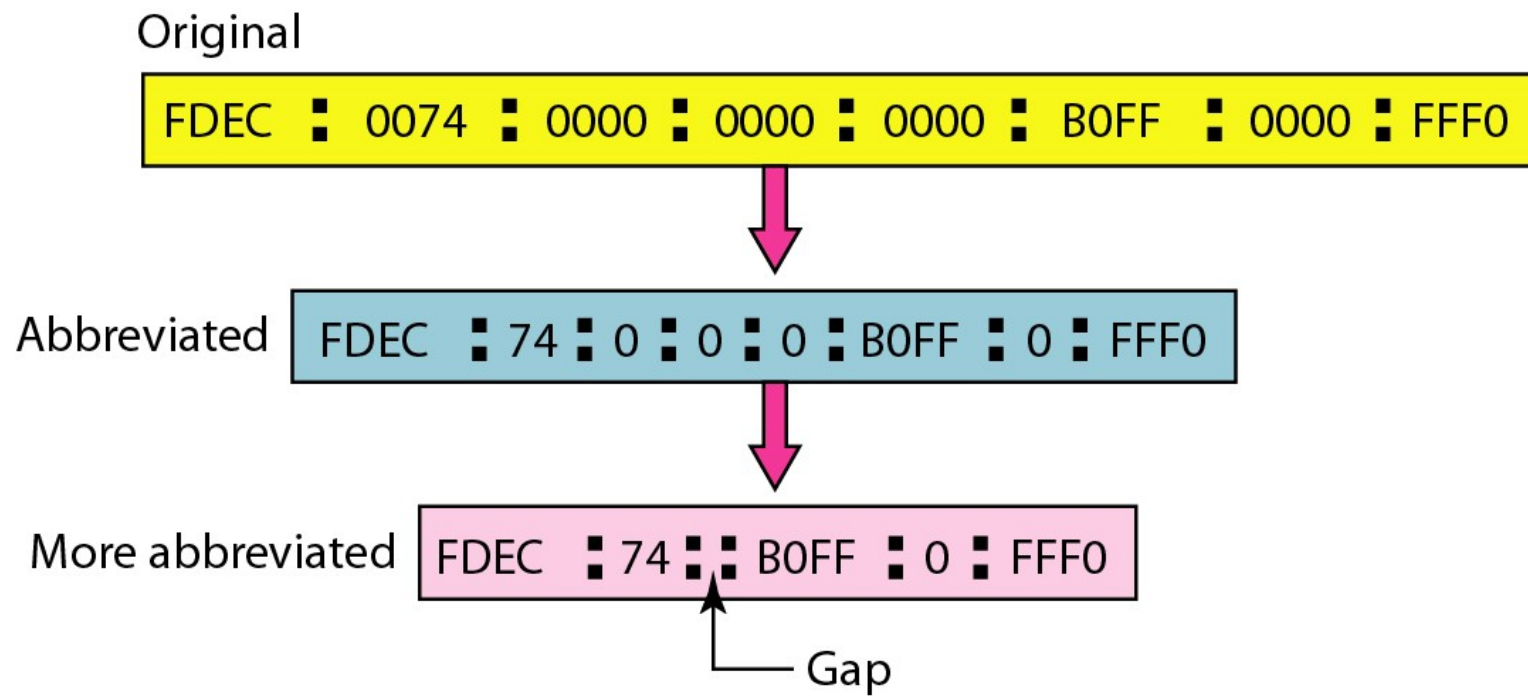 Original
FDEC : 0074 : 0000 : 0000 : 0000 : B0FF : 0000 : FFF0
Abbreviated FDEC : 74 : 0 : 0 : 0 : B0FF : 0 : FFF0
More abbreviated FDEC : 74 : : B0FF : 0 : FFF0
Gap